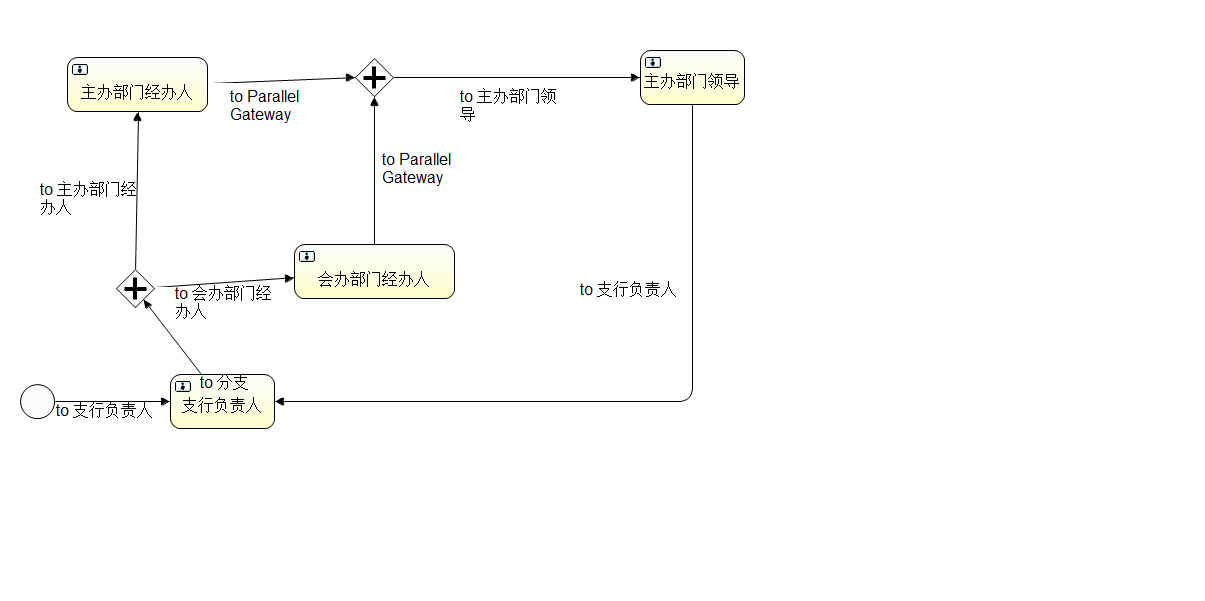 主办部门经办人
to Parallel
Gateway
to 主办部门领
导
主办部门领导
to Parallel
Gateway
to 主办部门经
办人
会办部门经办人
to 会办部门经
办人
to 支行负责人
to 分支
支行负责人
to 支行负责人